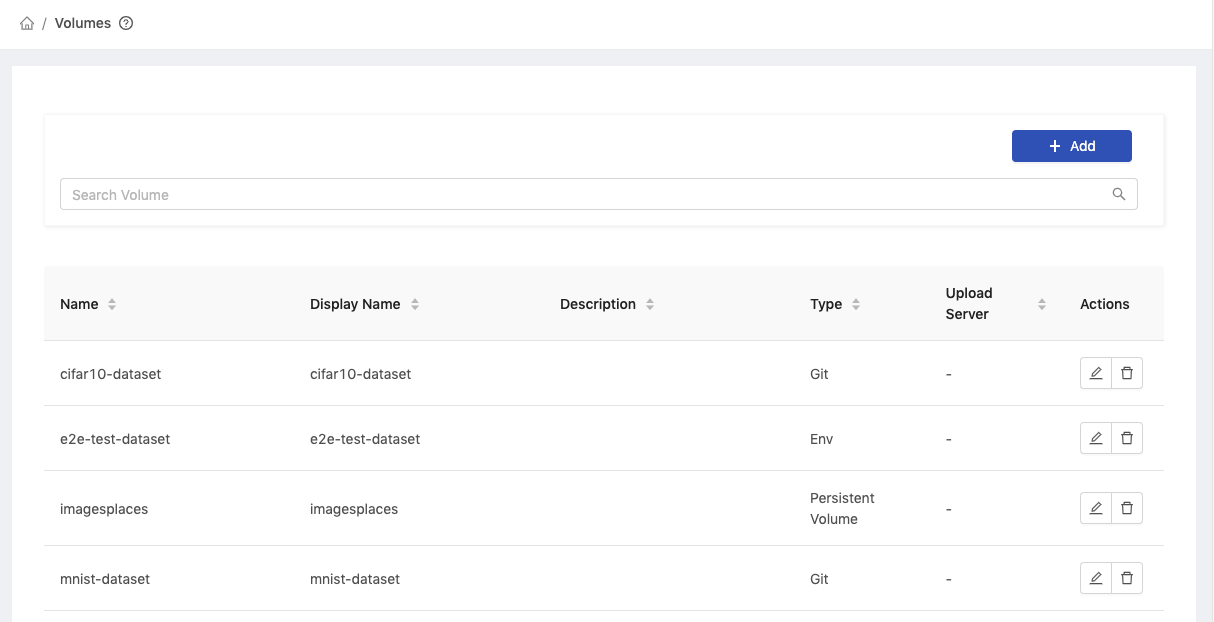 / Volumes
+ Add
Search Volume
Name Display Name Description Type Upload Server Actions
cifar10-dataset cifar10-dataset Git -
e2e-test-dataset e2e-test-dataset Env -
imagesplaces imagesplaces Persistent Volume -
mnist-dataset mnist-dataset Git -